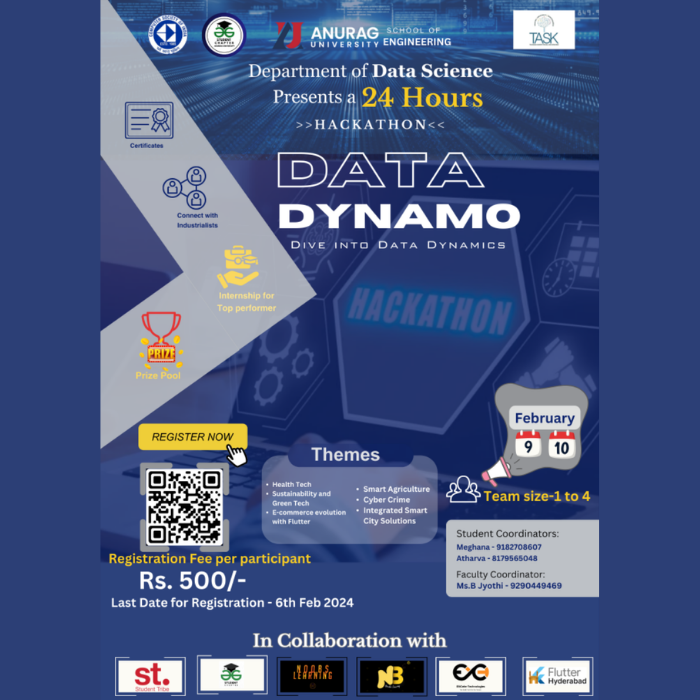 STUDENT
CHAPTER
ANURAG
UNIVERSITY
SCHOOL OF
ENGINEERING
TASK
Department of Data Science
Presents a 24 Hours
>>HACKATHON<<
Certificates
Connect with
Industrialists
Internship for
Top performer
PRIZE
Prize Pool
DATA
DYNAMO
DIVE INTO DATA DYNAMICS
HACKATHON
February
9 10
REGISTER NOW
Themes
• Health Tech
• Sustainability and
Green Tech
• E-commerce evolution
with Flutter
• Smart Agriculture
• Cyber Crime
• Integrated Smart
City Solutions
Team size-1 to 4
Registration Fee per participant
Rs. 500/-
Last Date for Registration - 6th Feb 2024
Student Coordinators:
Meghana - 9182708607
Atharva - 8179565048
Faculty Coordinator:
Ms.B Jyothi - 9290449469
In Collaboration with
st.
Student Tribe
NOOBS
LEARNING
NB
Flutter
Hyderabad